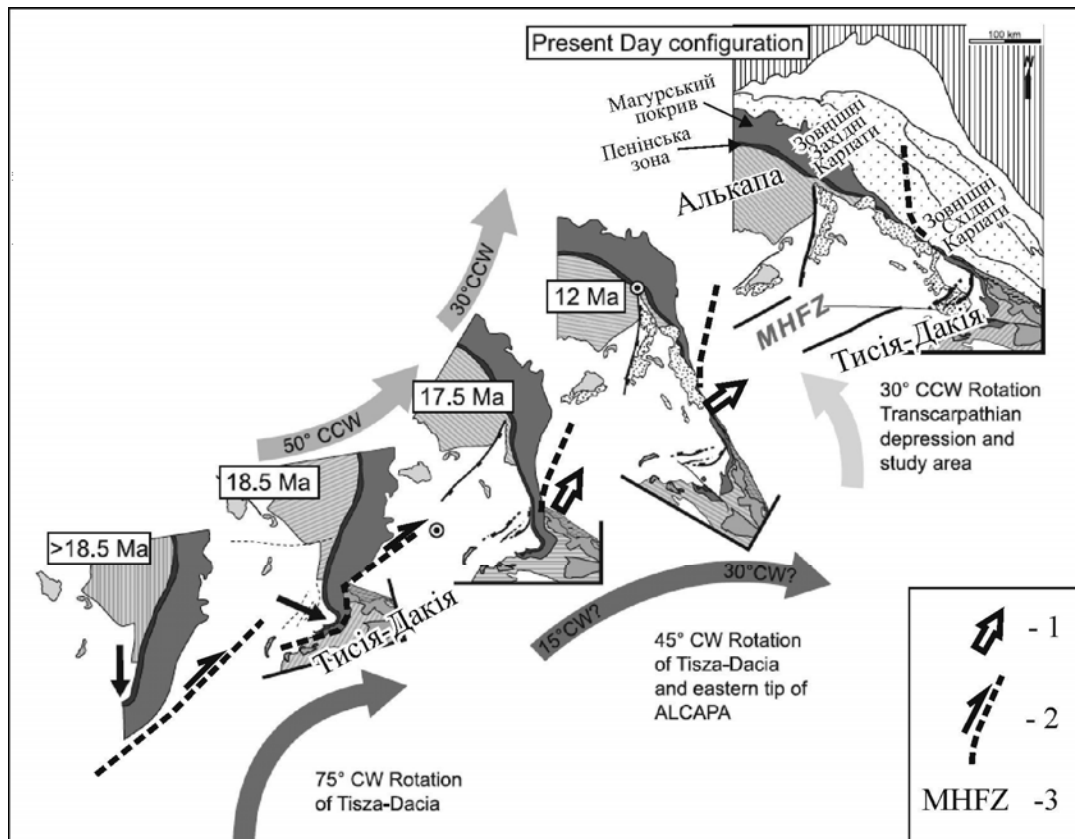 Present Day configuration
100 km
N
Магурський
покрив
Пенінська
зона
Зовнішні
Західні
Карпати
Зовнішні
Східні
Карпати
Алькапа
30°CCW
12 Ma
MHFZ
Тисія-Дакія
17.5 Ma
50° CCW
30° CCW Rotation
Transcarpathian
depression and
study area
18.5 Ma
>18.5 Ma
Тисія-Дакія
15°CW?
30°CW?
45° CW Rotation
of Tisza-Dacia
and eastern tip of
ALCAPA
75° CW Rotation
of Tisza-Dacia
- 1
- 2
MHFZ -3